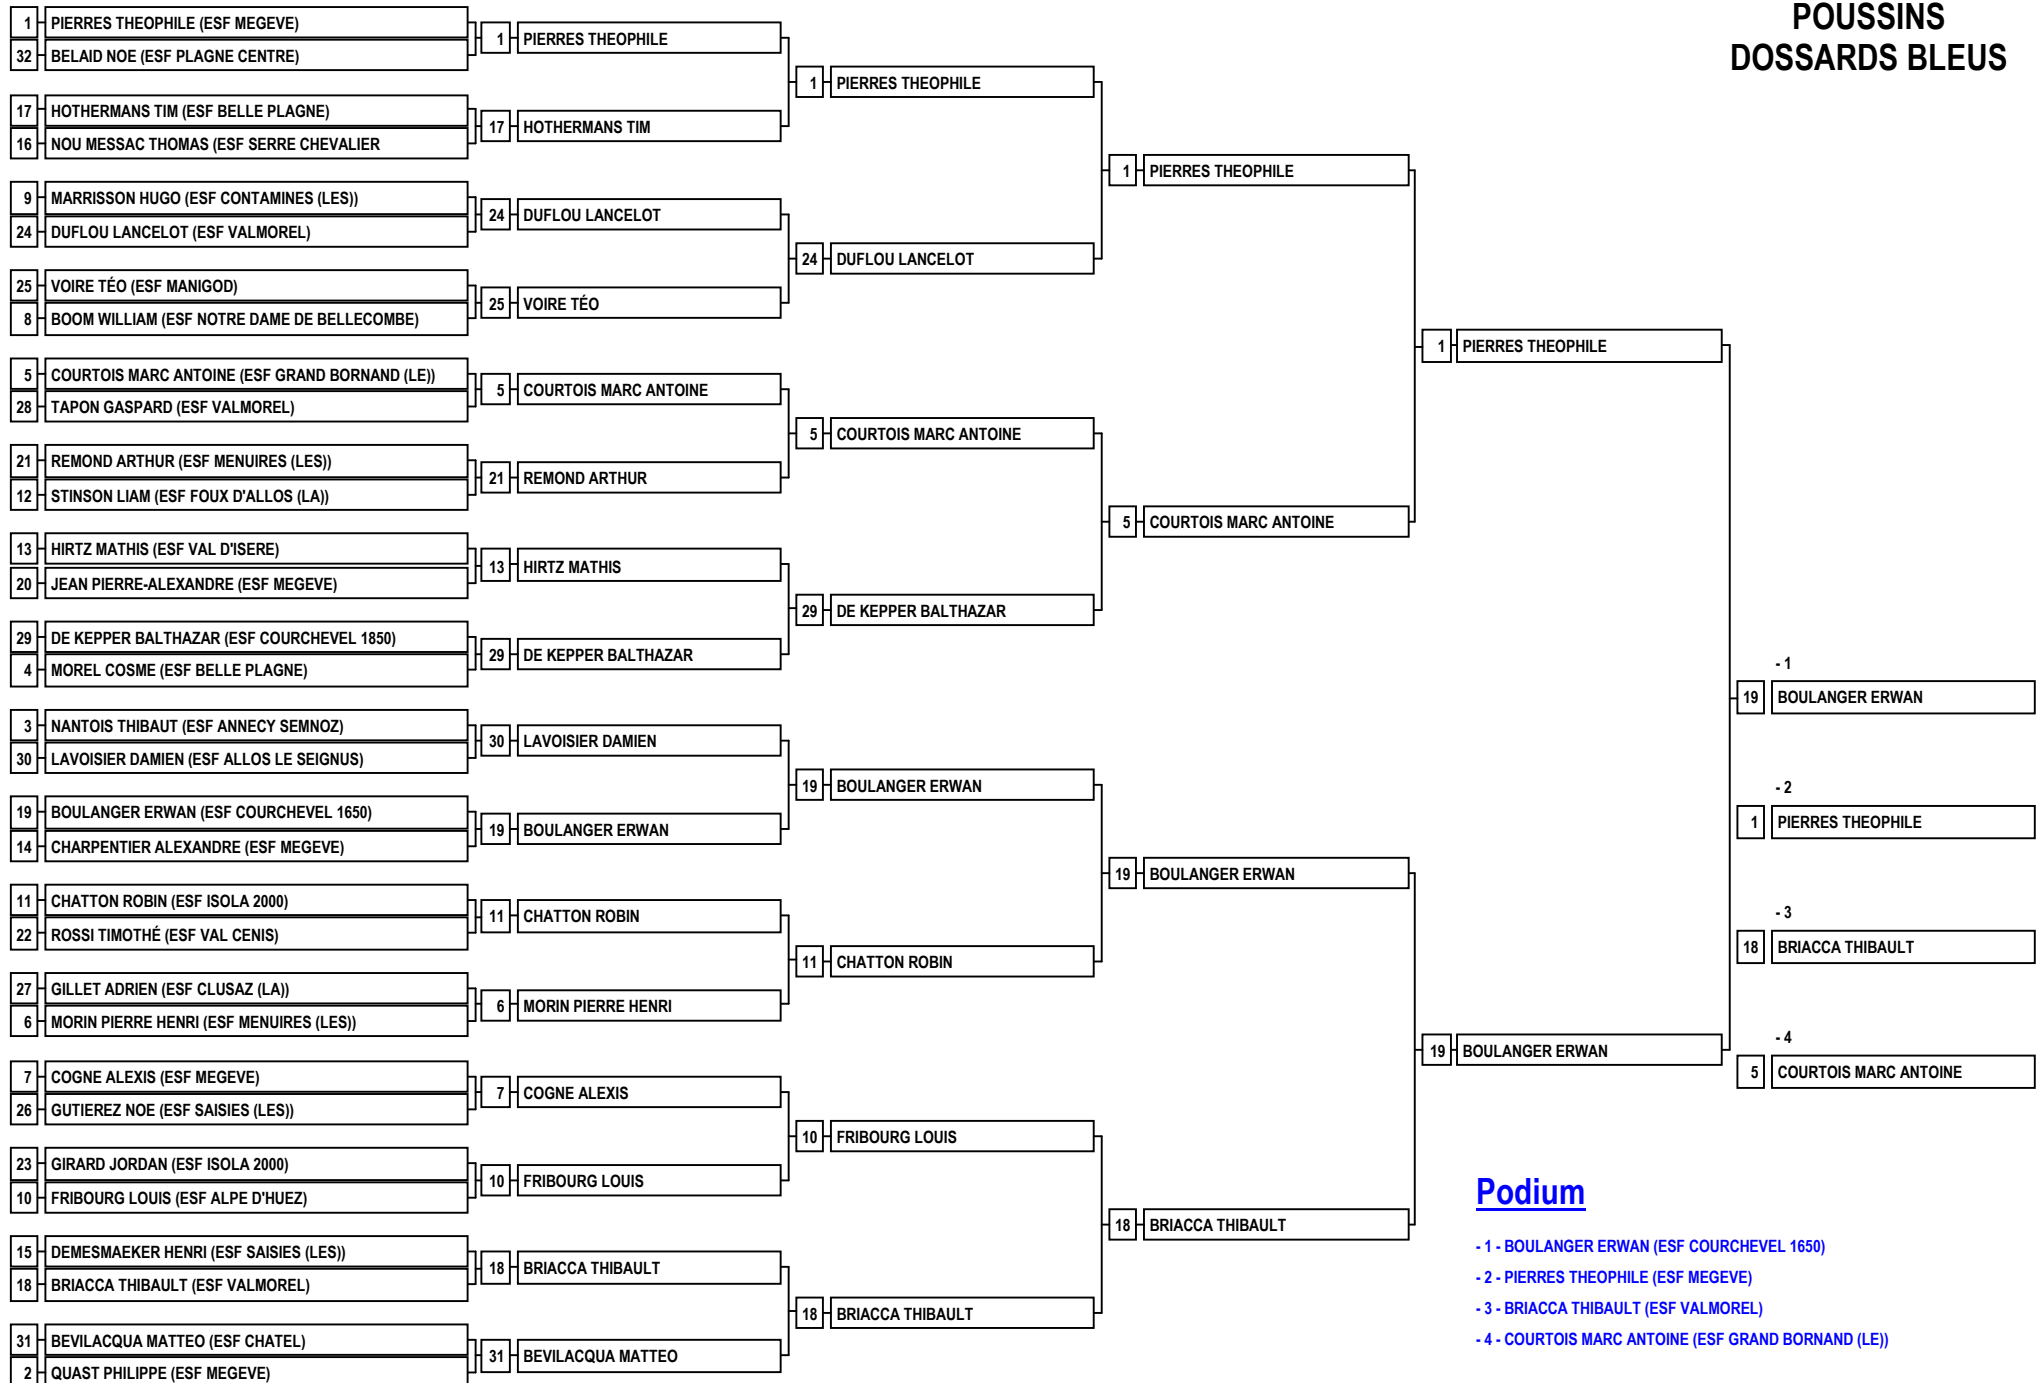 POUSSINS
DOSSARDS BLEUS
1 PIERRES THEOPHILE (ESF MEGEVE)
32 BELAID NOE (ESF PLAGNE CENTRE)
17 HOTHERMANS TIM (ESF BELLE PLAGNE)
16 NOU MESSAC THOMAS (ESF SERRE CHEVALIER
9 MARRISSON HUGO (ESF CONTAMINES (LES))
24 DUFLOU LANCELOT (ESF VALMOREL)
25 VOIRE TÉO (ESF MANIGOD)
8 BOOM WILLIAM (ESF NOTRE DAME DE BELLECOMBE)
5 COURTOIS MARC ANTOINE (ESF GRAND BORNAND (LE))
28 TAPON GASPARD (ESF VALMOREL)
21 REMOND ARTHUR (ESF MENUIRES (LES))
12 STINSON LIAM (ESF FOUX D'ALLOS (LA))
13 HIRTZ MATHIS (ESF VAL D'ISERE)
20 JEAN PIERRE-ALEXANDRE (ESF MEGEVE)
29 DE KEPPER BALTHAZAR (ESF COURCHEVEL 1850)
4 MOREL COSME (ESF BELLE PLAGNE)
3 NANTOIS THIBAUT (ESF ANNECY SEMNOZ)
30 LAVOISIER DAMIEN (ESF ALLOS LE SEIGNUS)
19 BOULANGER ERWAN (ESF COURCHEVEL 1650)
14 CHARPENTIER ALEXANDRE (ESF MEGEVE)
11 CHATTON ROBIN (ESF ISOLA 2000)
22 ROSSI TIMOTHÉ (ESF VAL CENIS)
27 GILLET ADRIEN (ESF CLUSAZ (LA))
6 MORIN PIERRE HENRI (ESF MENUIRES (LES))
7 COGNE ALEXIS (ESF MEGEVE)
26 GUTIEREZ NOE (ESF SAISIES (LES))
23 GIRARD JORDAN (ESF ISOLA 2000)
10 FRIBOURG LOUIS (ESF ALPE D'HUEZ)
15 DEMESMAEKER HENRI (ESF SAISIES (LES))
18 BRIACCA THIBAULT (ESF VALMOREL)
31 BEVILACQUA MATTEO (ESF CHATEL)
2 QUAST PHILIPPE (ESF MEGEVE)
1 PIERRES THEOPHILE
17 HOTHERMANS TIM
24 DUFLOU LANCELOT
25 VOIRE TÉO
5 COURTOIS MARC ANTOINE
21 REMOND ARTHUR
13 HIRTZ MATHIS
29 DE KEPPER BALTHAZAR
30 LAVOISIER DAMIEN
19 BOULANGER ERWAN
11 CHATTON ROBIN
6 MORIN PIERRE HENRI
7 COGNE ALEXIS
10 FRIBOURG LOUIS
18 BRIACCA THIBAULT
31 BEVILACQUA MATTEO
1 PIERRES THEOPHILE
24 DUFLOU LANCELOT
5 COURTOIS MARC ANTOINE
29 DE KEPPER BALTHAZAR
19 BOULANGER ERWAN
11 CHATTON ROBIN
10 FRIBOURG LOUIS
18 BRIACCA THIBAULT
1 PIERRES THEOPHILE
5 COURTOIS MARC ANTOINE
19 BOULANGER ERWAN
18 BRIACCA THIBAULT
1 PIERRES THEOPHILE
19 BOULANGER ERWAN
- 1
19 BOULANGER ERWAN
- 2
1 PIERRES THEOPHILE
- 3
18 BRIACCA THIBAULT
- 4
5 COURTOIS MARC ANTOINE
Podium
- 1 - BOULANGER ERWAN (ESF COURCHEVEL 1650)
- 2 - PIERRES THEOPHILE (ESF MEGEVE)
- 3 - BRIACCA THIBAULT (ESF VALMOREL)
- 4 - COURTOIS MARC ANTOINE (ESF GRAND BORNAND (LE))